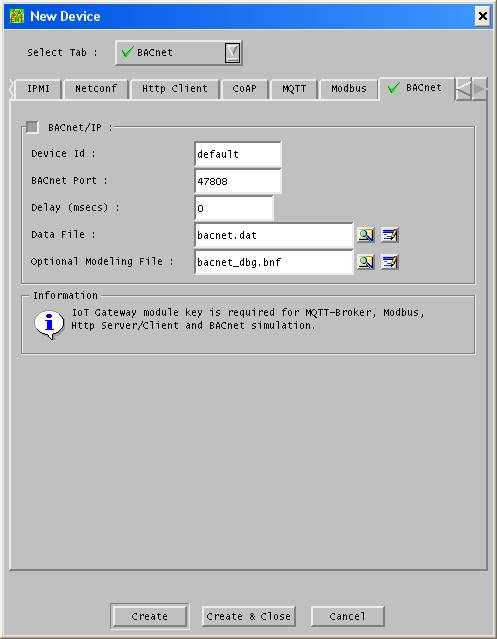 New Device
Select Tab :
BACnet
IPMI
Netconf
Http Client
CoAP
MQTT
Modbus
BACnet
BACnet/IP :
Device Id :
default
BACnet Port :
47808
Delay (msecs) :
0
Data File :
bacnet.dat
Optional Modeling File :
bacnet_dbg.bnf
Information
IoT Gateway module key is required for MQTT-Broker, Modbus,
Http Server/Client and BACnet simulation.
Create
Create & Close
Cancel